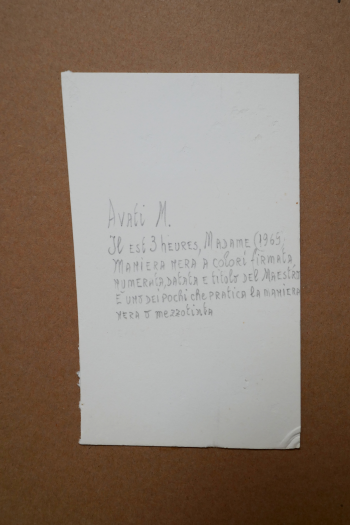 Avati M.
Il est 3 heures, Madame (1969
Maniera nera a colori firmata
numerata, datata e titolo del Maestro
E' uno dei pochi che pratica la maniera
nera o mezzotinta